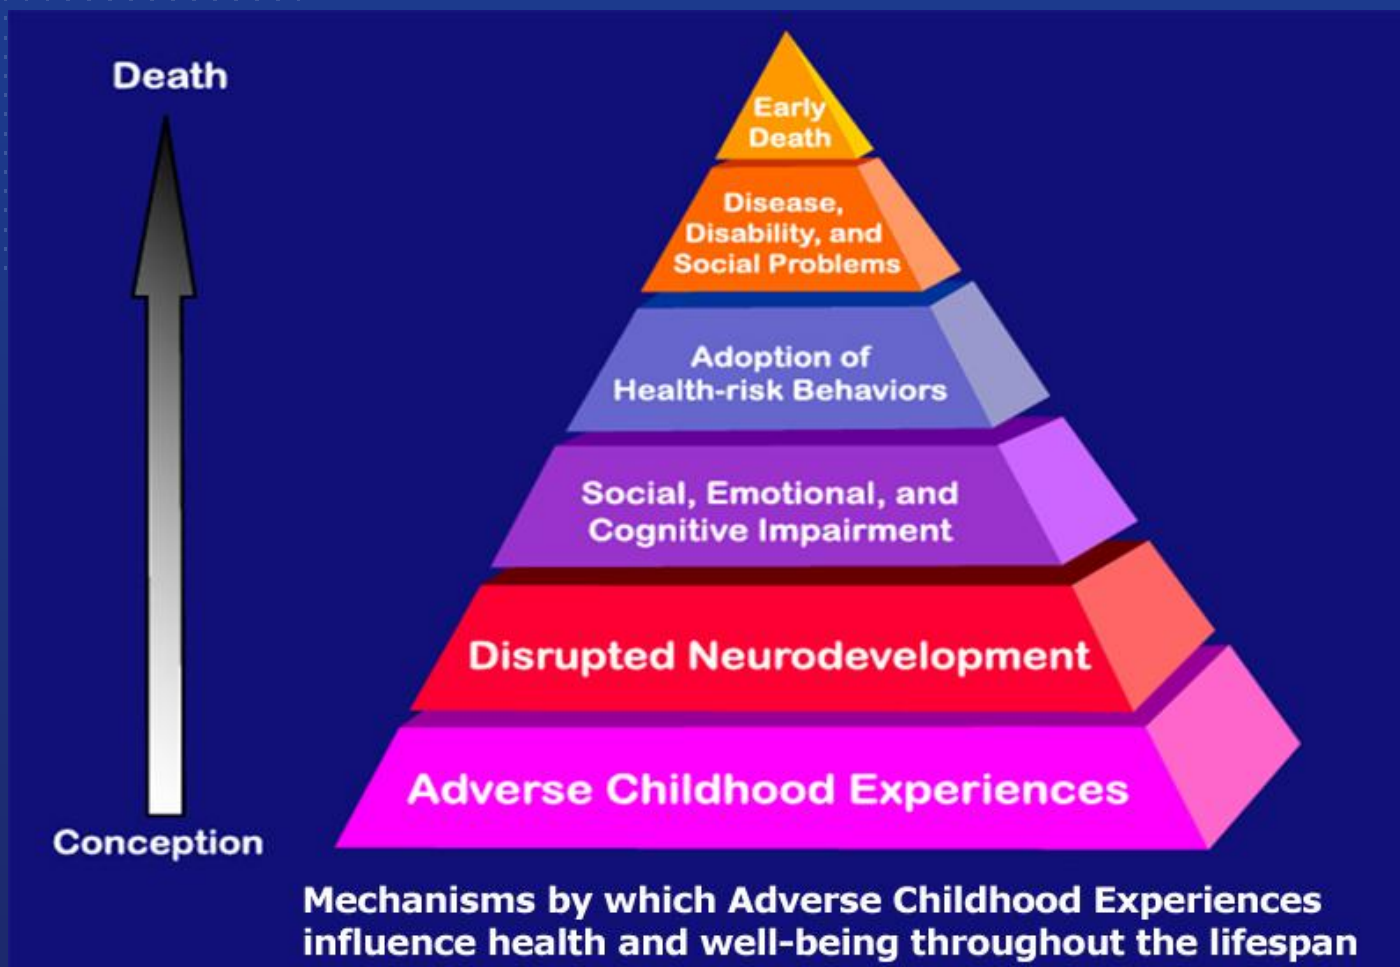 Death
Early
Death
Disease,
Disability, and
Social Problems
Adoption of
Health-risk Behaviors
Social, Emotional, and
Cognitive Impairment
Disrupted Neurodevelopment
Adverse Childhood Experiences
Conception
Mechanisms by which Adverse Childhood Experiences
influence health and well-being throughout the lifespan